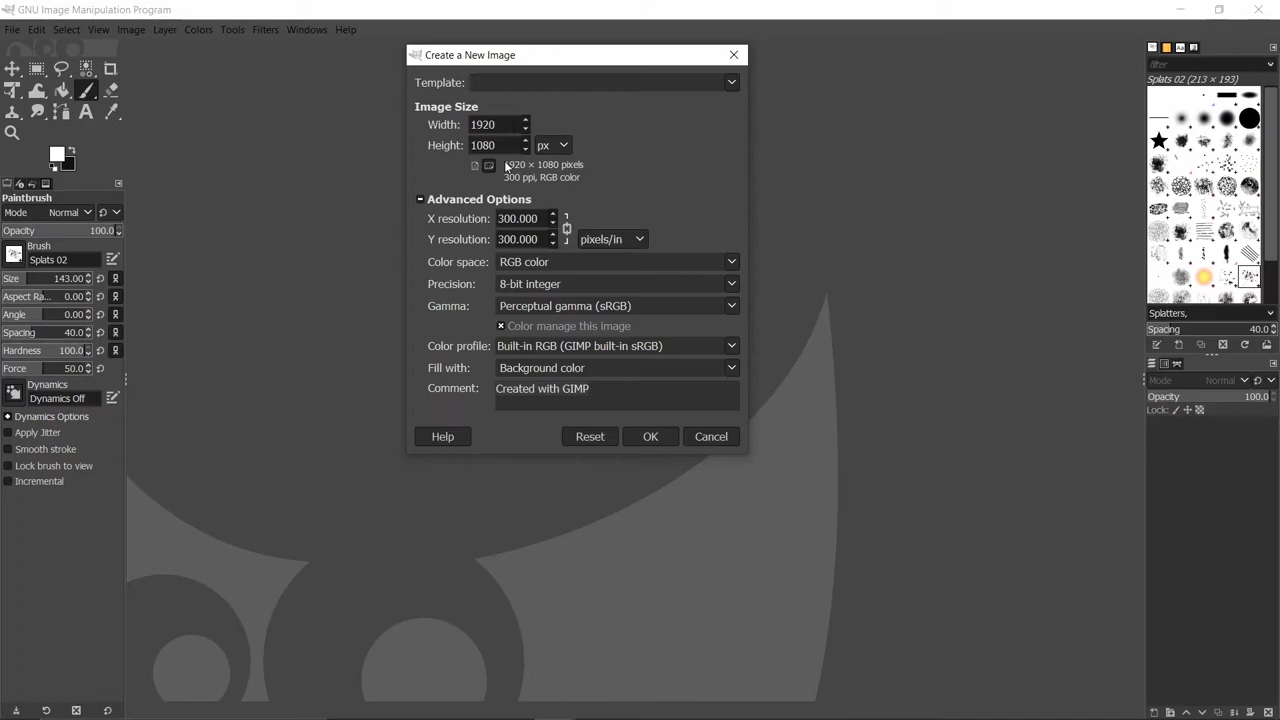 GNU Image Manipulation Program
File Edit Select View Image Layer Colors Tools Filters Windows Help
Create a New Image
Template:
Image Size
Width: 1920
Height: 1080 px
1920 × 1080 pixels
300 ppi, RGB color
Advanced Options
X resolution: 300.000
Y resolution: 300.000 pixels/in
Color space: RGB color
Precision: 8-bit integer
Gamma: Perceptual gamma (sRGB)
Color manage this image
Color profile: Built-in RGB (GIMP built-in sRGB)
Fill with: Background color
Comment: Created with GIMP
Help Reset OK Cancel
Paintbrush
Mode Normal
Opacity 100.0
Brush
Splats 02
Size 143.00
Aspect Ra... 0.00
Angle 0.00
Spacing 40.0
Hardness 100.0
Force 50.0
Dynamics
Dynamics Off
Dynamics Options
Apply Jitter
Smooth stroke
Lock brush to view
Incremental
filter
Splats 02 (213 × 193)
Splatters,
Spacing 40.0
Mode Normal
Opacity 100.0
Lock: